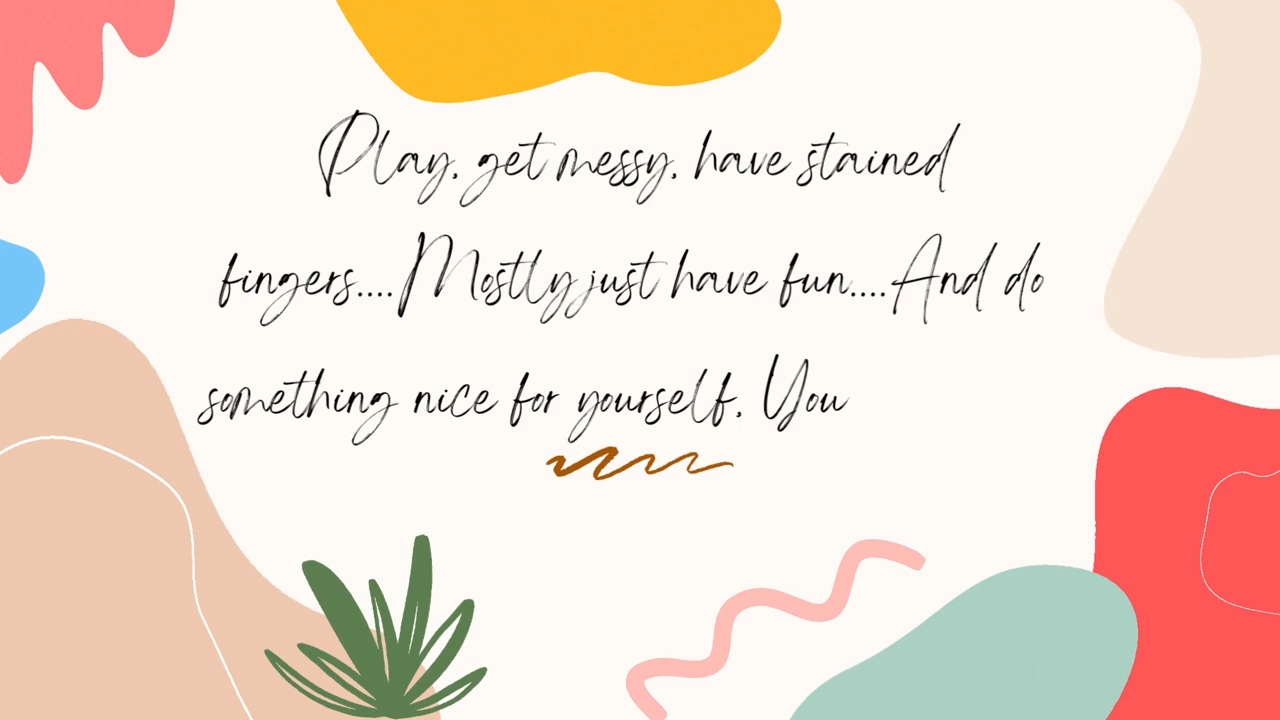 Play, get messy, have stained
fingers....Mostly just have fun....And do
something nice for yourself. You